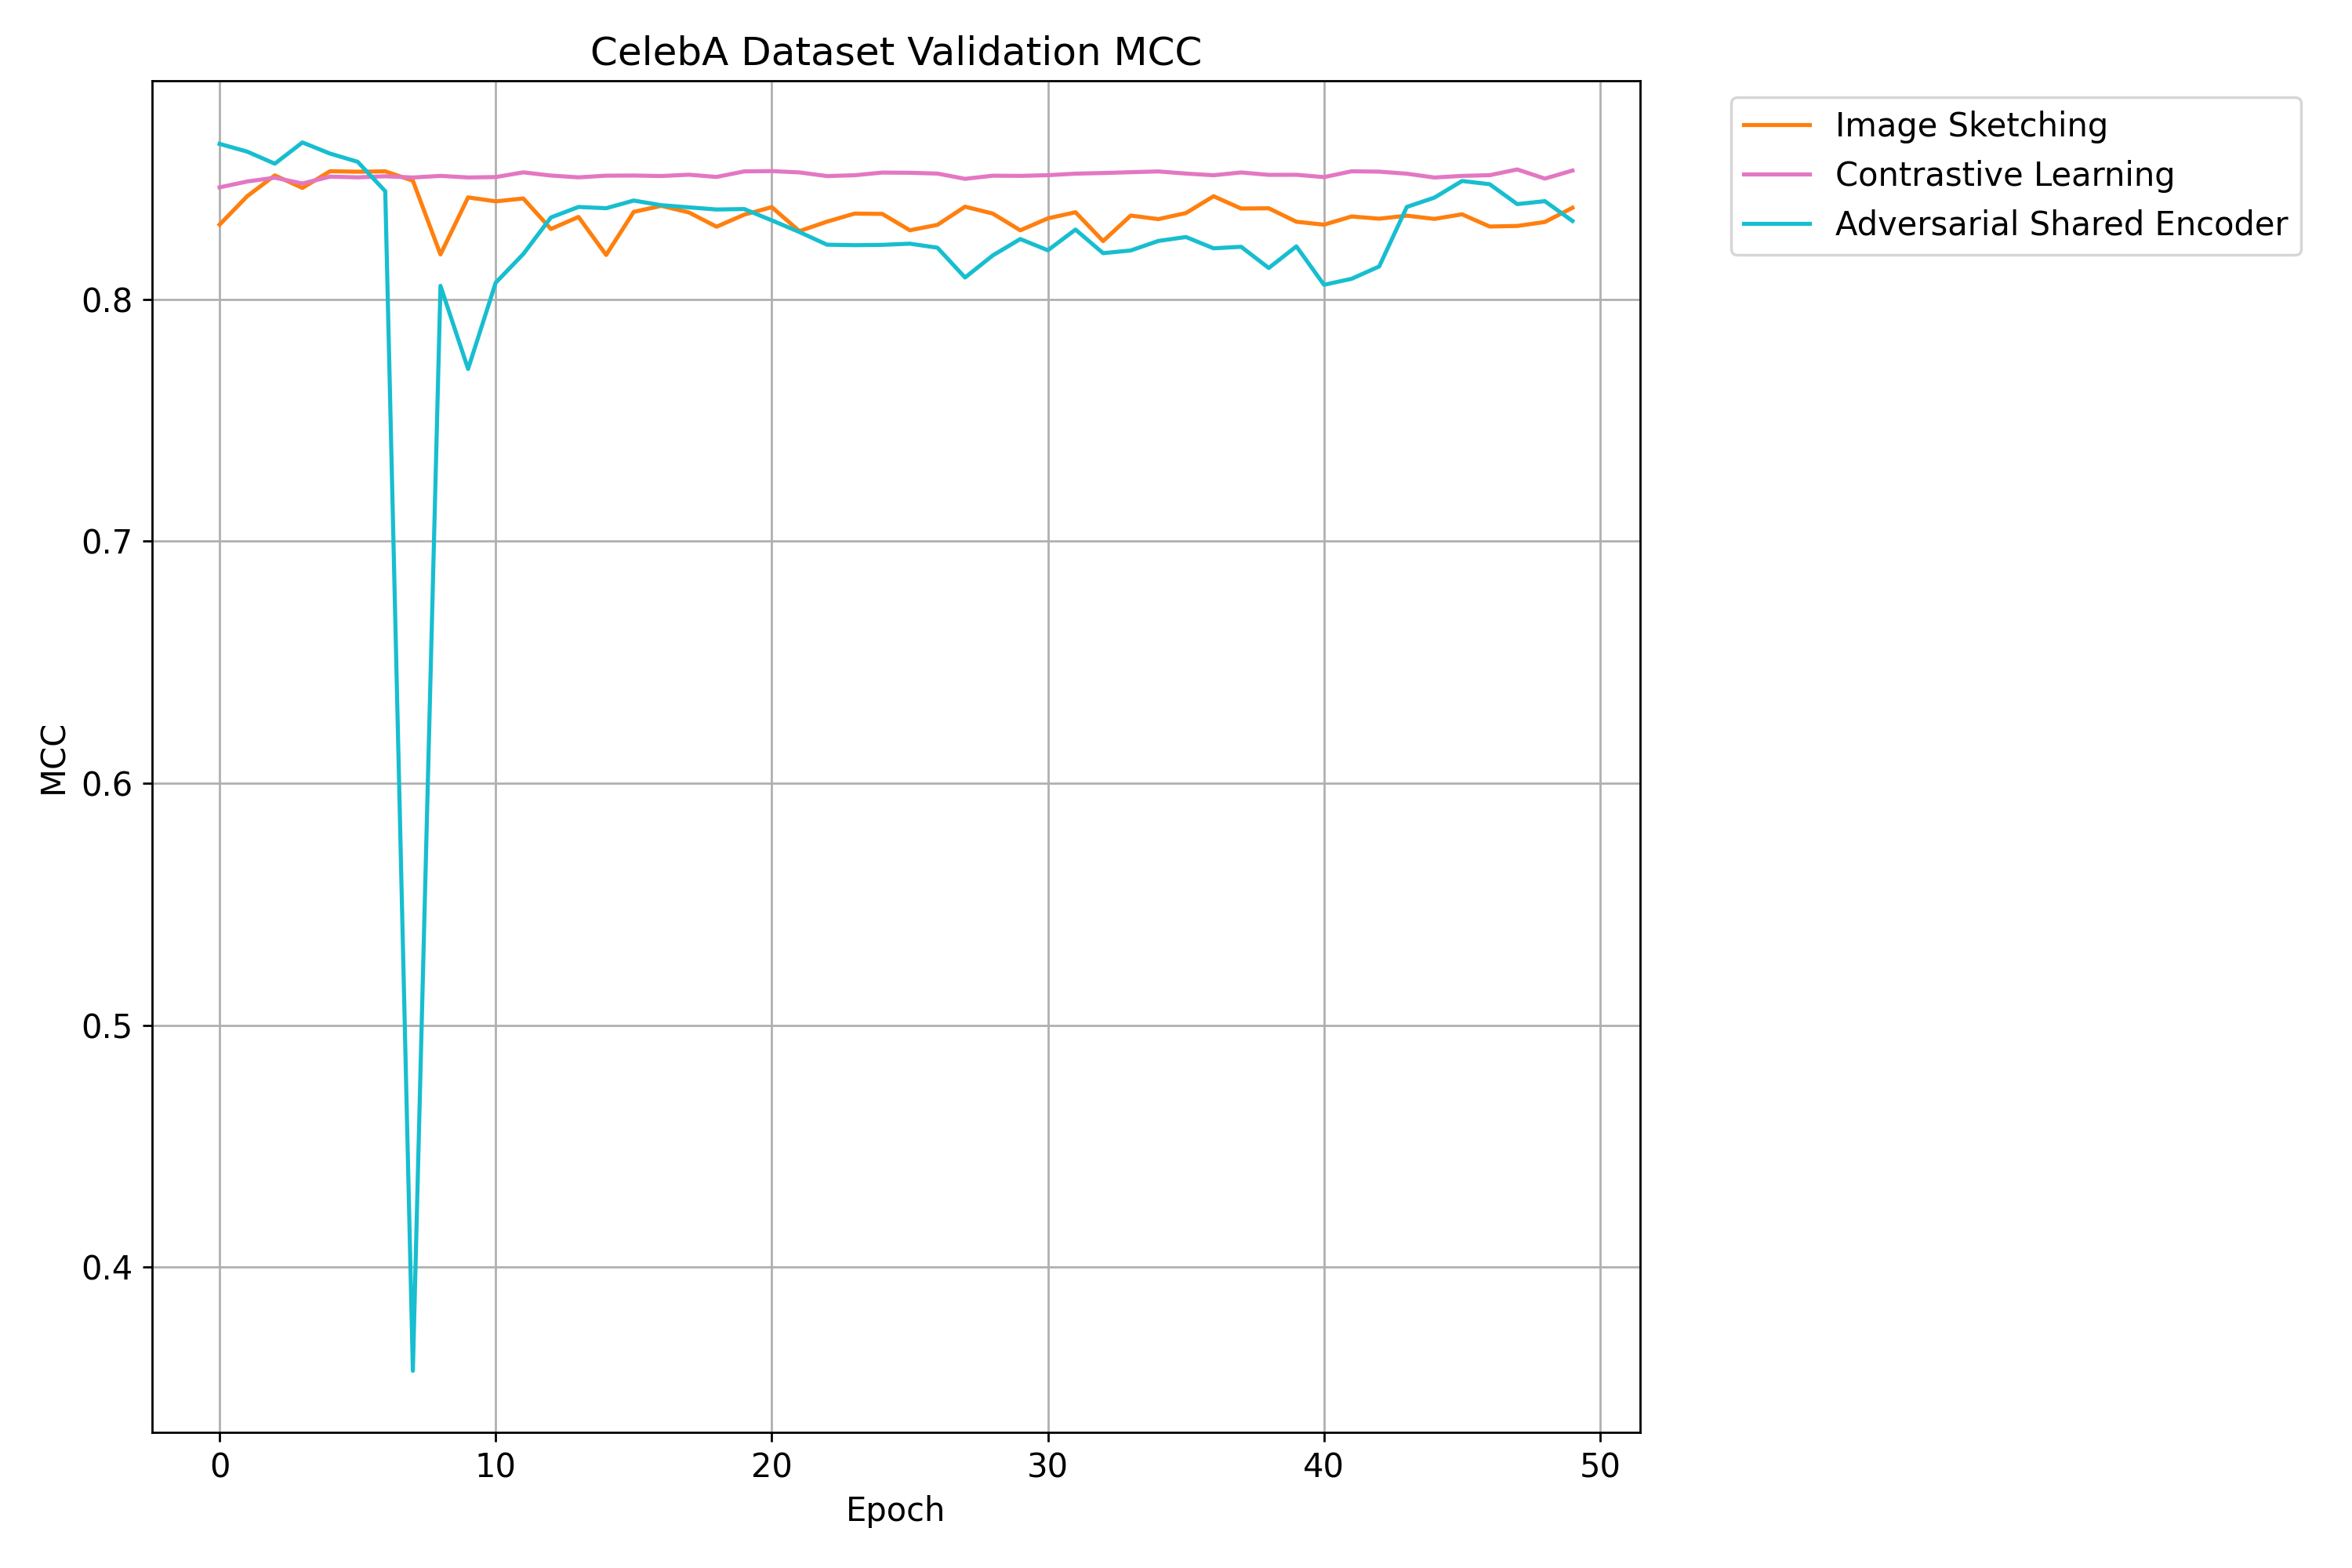 CelebA Dataset Validation MCC
Image Sketching
Contrastive Learning
Adversarial Shared Encoder
0.8
0.7
0.6
0.5
0.4
MCC
0 10 20 30 40 50
Epoch